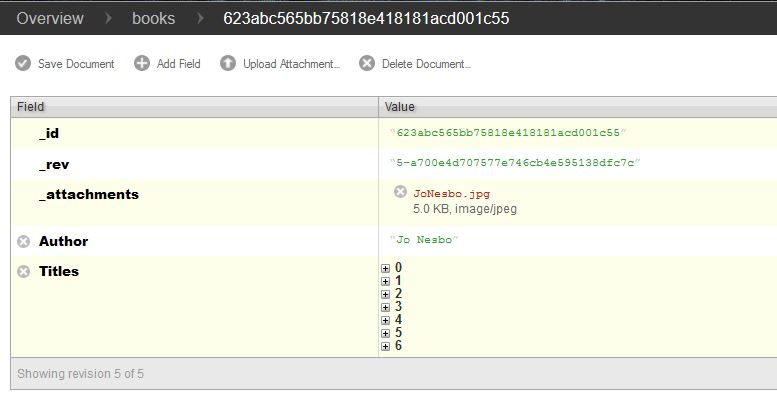 Overview books 623abc565bb75818e418181acd001c55
Save Document Add Field Upload Attachment... Delete Document...
Field Value
_id "623abc565bb75818e418181acd001c55"
_rev "5-a700e4d707577e746cb4e595138dfc7c"
_attachments JoNesbo.jpg
5.0 KB, image/jpeg
Author "Jo Nesbo"
Titles 0
1
2
3
4
5
6
Showing revision 5 of 5